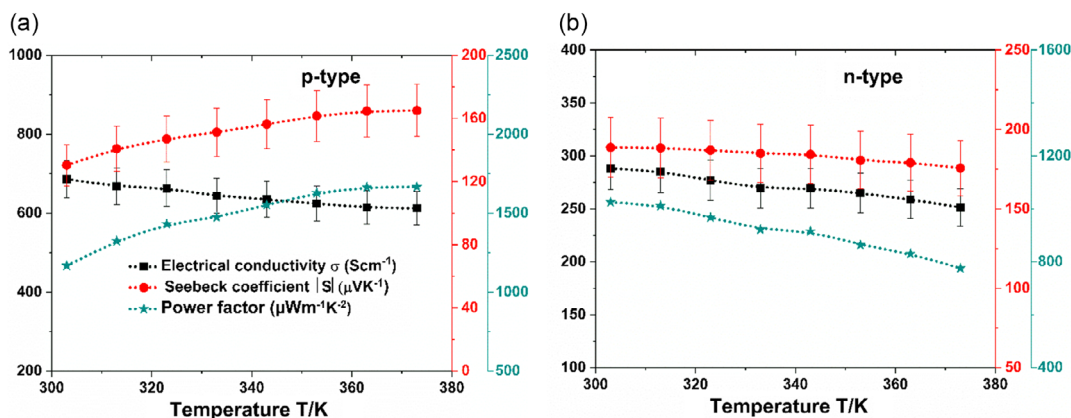 (a)
(b)
1000
800
600
400
200
200
160
120
80
40
0
2500
2000
1500
1000
500
p-type
Electrical conductivity σ (Scm⁻¹)
Seebeck coefficient |S| (μVK⁻¹)
Power factor (μWm⁻¹K⁻²)
300 320 340 360 380
Temperature T/K
400
350
300
250
200
150
100
250
200
150
100
50
1600
1200
800
400
n-type
300 320 340 360 380
Temperature T/K